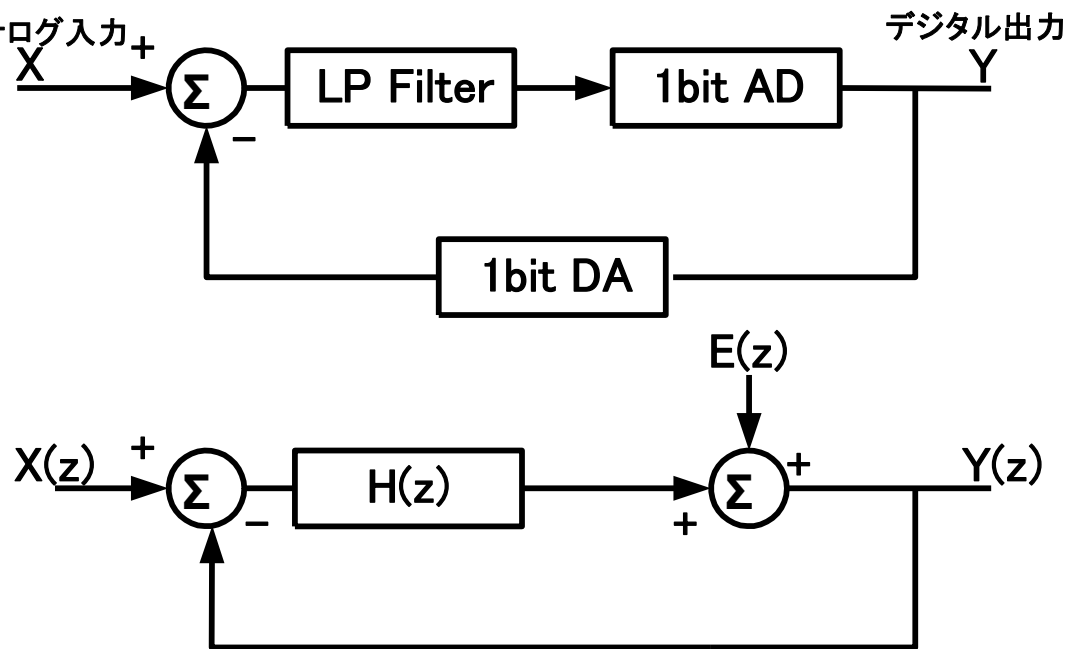 ログ入力
デジタル出力
X
+
Σ
LP Filter
1bit AD
Y
−
1bit DA
E(z)
X(z)
+
Σ
H(z)
Σ
+
Y(z)
−
+